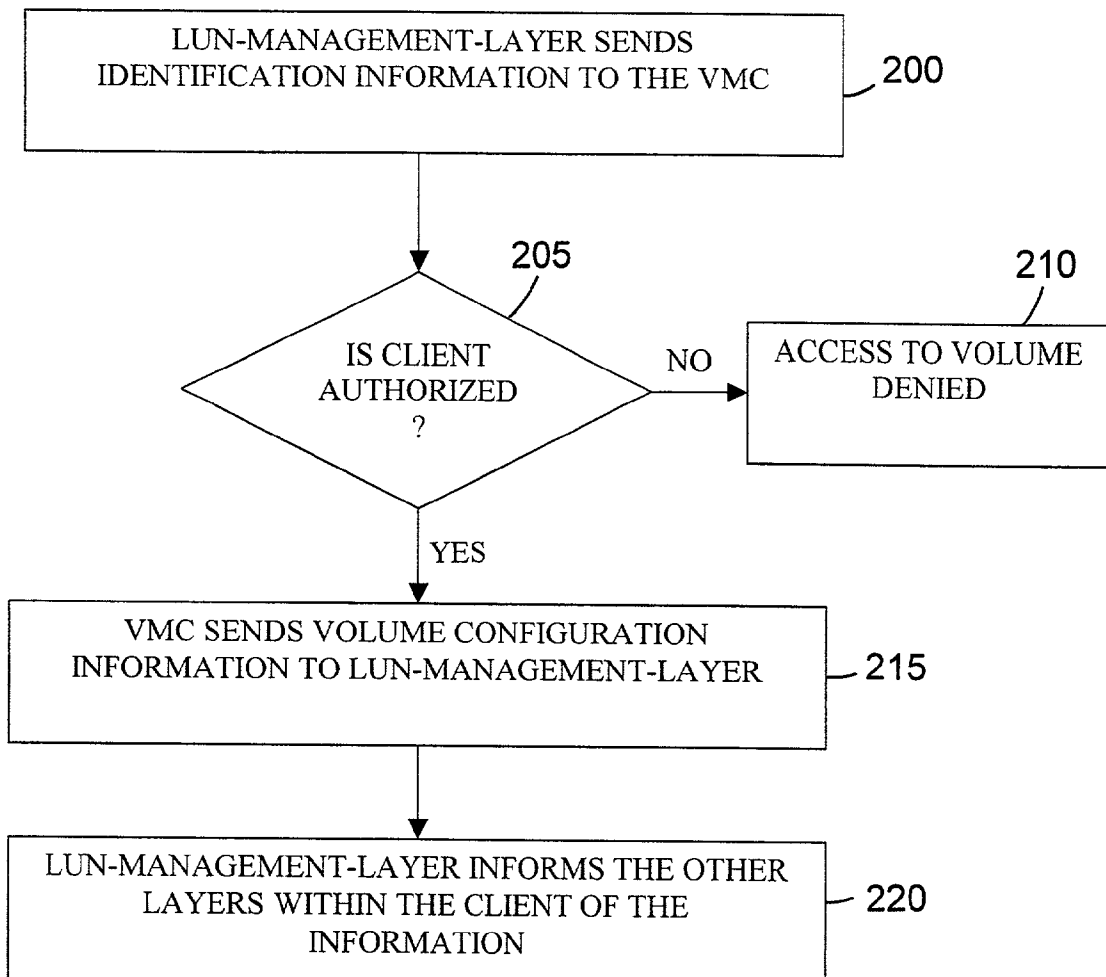 LUN-MANAGEMENT-LAYER SENDS
IDENTIFICATION INFORMATION TO THE VMC
200
205
IS CLIENT
AUTHORIZED
?
NO
210
ACCESS TO VOLUME
DENIED
YES
VMC SENDS VOLUME CONFIGURATION
INFORMATION TO LUN-MANAGEMENT-LAYER
215
LUN-MANAGEMENT-LAYER INFORMS THE OTHER
LAYERS WITHIN THE CLIENT OF THE
INFORMATION
220